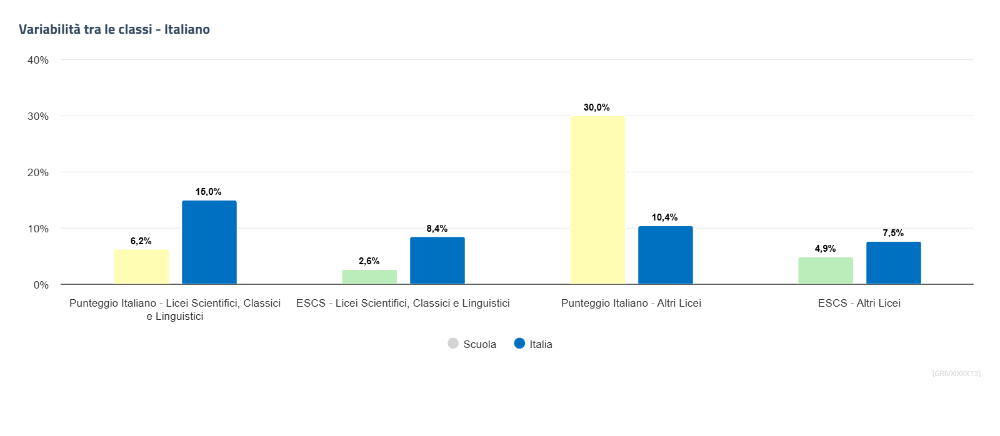 Variabilità tra le classi - Italiano
40%
30%
20%
10%
0%
6,2%
15,0%
2,6%
8,4%
30,0%
10,4%
4,9%
7,5%
Punteggio Italiano - Licei Scientifici, Classici
e Linguistici
ESCS - Licei Scientifici, Classici e Linguistici
Punteggio Italiano - Altri Licei
ESCS - Altri Licei
Scuola
Italia
[GRIVXIXXX13]